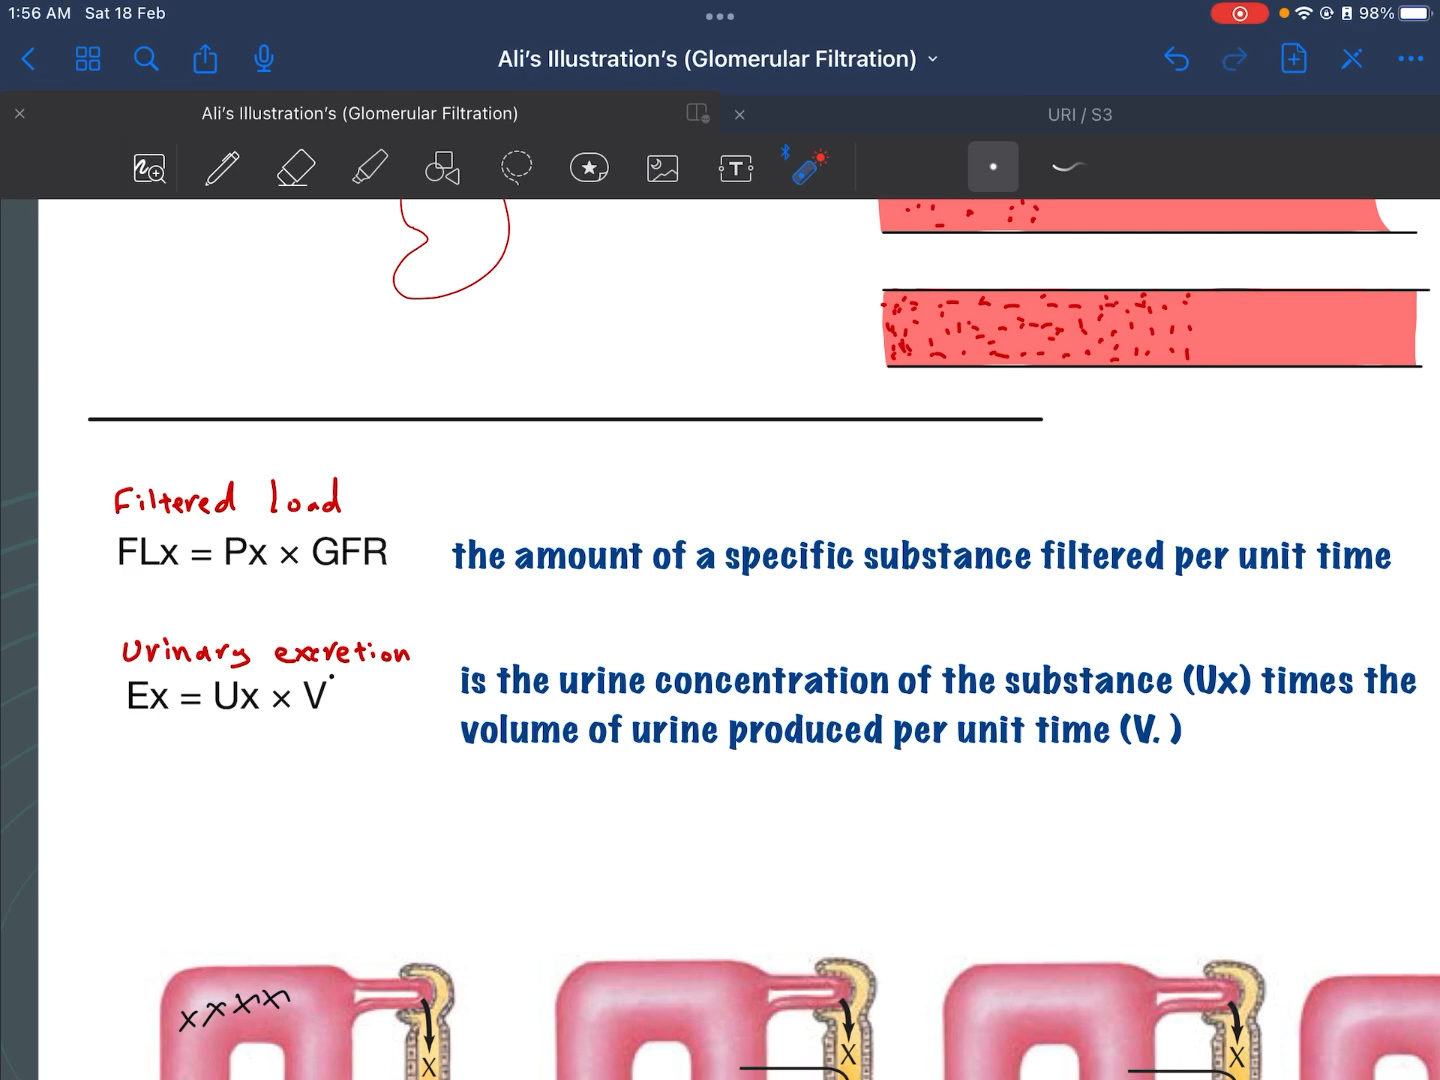 1:56 AM Sat 18 Feb
98%
Ali's Illustration's (Glomerular Filtration)
Ali's Illustration's (Glomerular Filtration)
URI / S3
T
Filtered load
FLx = Px × GFR
the amount of a specific substance filtered per unit time
Urinary excretion
Ex = Ux × V̇
is the urine concentration of the substance (Ux) times the
volume of urine produced per unit time (V. )
x x x x
X
X
X